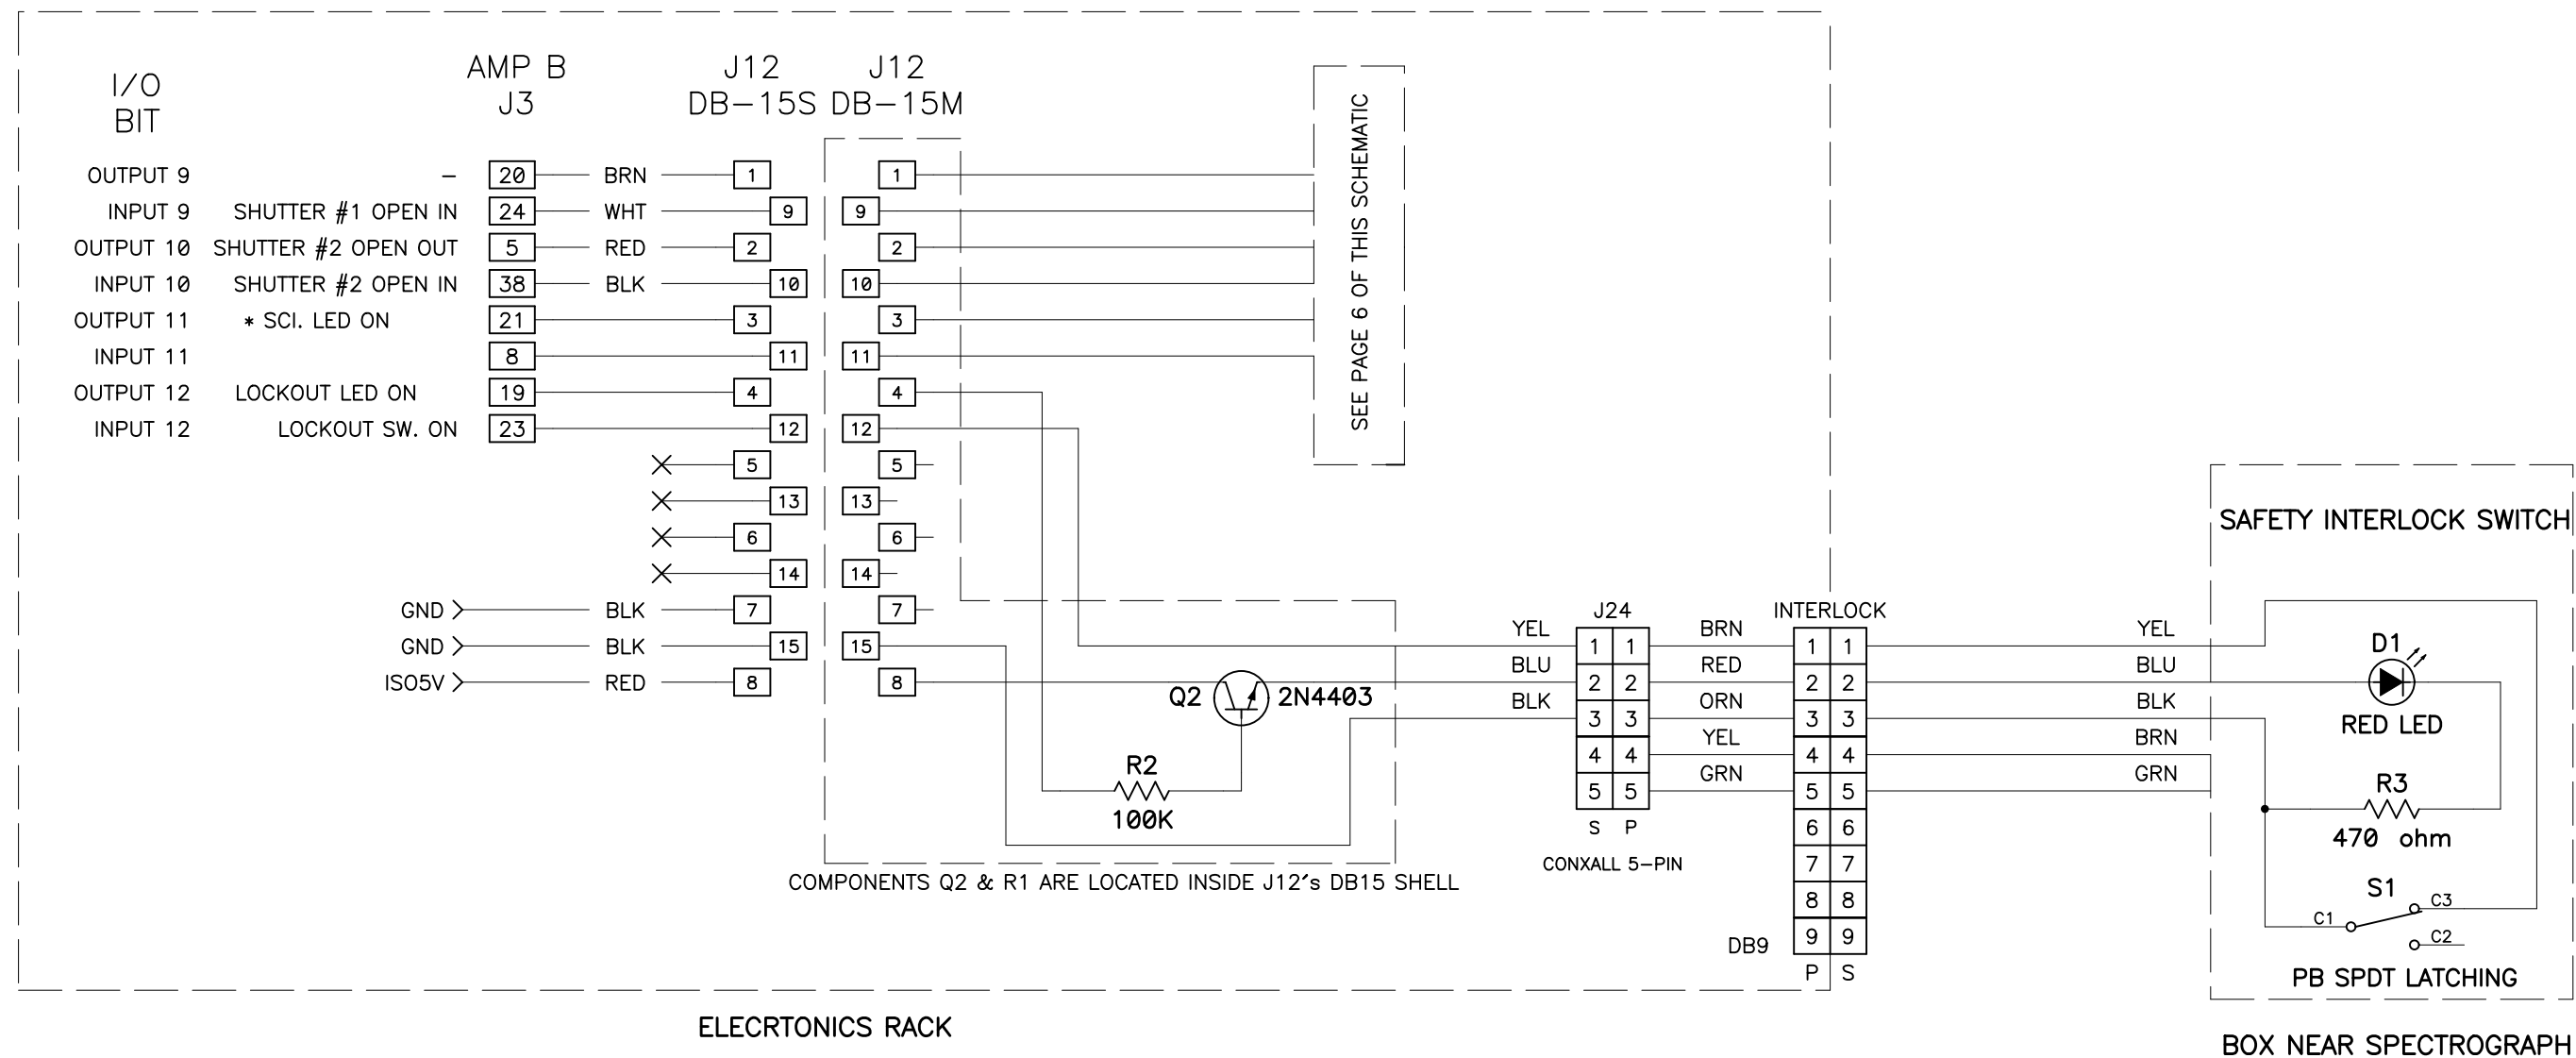 I/O
BIT
AMP B
J3
J12
DB-15S
J12
DB-15M
OUTPUT 9 - 20 BRN 1 1
INPUT 9 SHUTTER #1 OPEN IN 24 WHT 9 9
OUTPUT 10 SHUTTER #2 OPEN OUT 5 RED 2 2
INPUT 10 SHUTTER #2 OPEN IN 38 BLK 10 10
OUTPUT 11 * SCI. LED ON 21 3 3
INPUT 11 8 11 11
OUTPUT 12 LOCKOUT LED ON 19 4 4
INPUT 12 LOCKOUT SW. ON 23 12 12
5 5
13 13
6 6
14 14
GND BLK 7 7
GND BLK 15 15
ISO5V RED 8 8
SEE PAGE 6 OF THIS SCHEMATIC
Q2 2N4403
R2
100K
COMPONENTS Q2 & R1 ARE LOCATED INSIDE J12's DB15 SHELL
J24
INTERLOCK
YEL 1 1 BRN 1 1 YEL
BLU 2 2 RED 2 2 BLU
BLK 3 3 ORN 3 3 BLK
4 4 YEL 4 4 BRN
5 5 GRN 5 5 GRN
S P
6 6
CONXALL 5-PIN
7 7
8 8
DB9 9 9
P S
SAFETY INTERLOCK SWITCH
D1
RED LED
R3
470 ohm
S1
C1
C3
C2
PB SPDT LATCHING
ELECRTONICS RACK
BOX NEAR SPECTROGRAPH